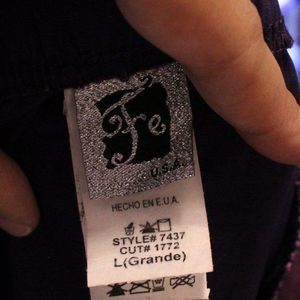 Fe
U.S.A.
HECHO EN E.U.A.
STYLE# 7437
CUT# 1772
L(Grande)